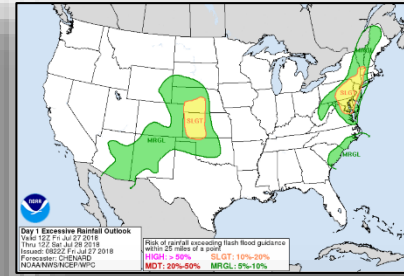 MRGL
SLGT
SLGT
MRGL
MRGL
NOAA
Day 1 Excessive Rainfall Outlook
Valid 12Z Fri Jul 27 2018
Thru 12Z Sat Jul 28 2018
Issued: 0822Z Fri Jul 27 2018
Forecaster: CHENARD
NOAA/NWS/NCEP/WPC
Risk of rainfall exceeding flash flood guidance
within 25 miles of a point
HIGH: > 50% SLGT: 10%-20%
MDT: 20%-50% MRGL: 5%-10%